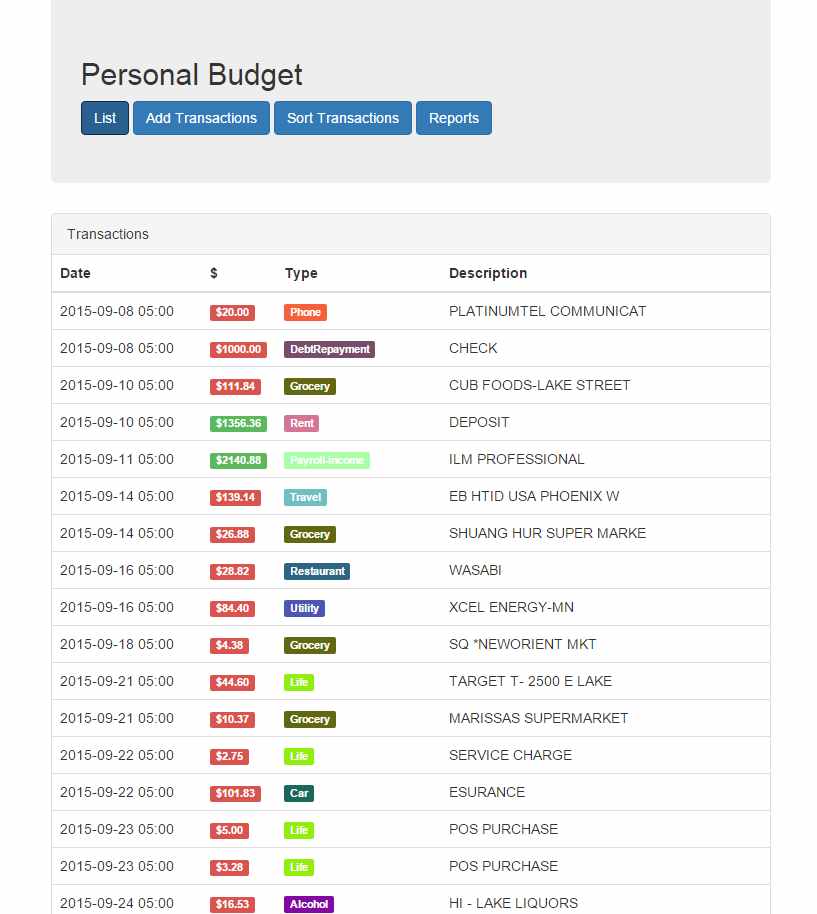 Personal Budget
List Add Transactions Sort Transactions Reports
Transactions
Date $ Type Description
2015-09-08 05:00 $20.00 Phone PLATINUMTEL COMMUNICAT
2015-09-08 05:00 $1000.00 DebtRepayment CHECK
2015-09-10 05:00 $111.84 Grocery CUB FOODS-LAKE STREET
2015-09-10 05:00 $1356.36 Rent DEPOSIT
2015-09-11 05:00 $2140.88 Payroll-Income ILM PROFESSIONAL
2015-09-14 05:00 $139.14 Travel EB HTID USA PHOENIX W
2015-09-14 05:00 $26.88 Grocery SHUANG HUR SUPER MARKE
2015-09-16 05:00 $28.82 Restaurant WASABI
2015-09-16 05:00 $84.40 Utility XCEL ENERGY-MN
2015-09-18 05:00 $4.38 Grocery SQ *NEWORIENT MKT
2015-09-21 05:00 $44.60 Life TARGET T- 2500 E LAKE
2015-09-21 05:00 $10.37 Grocery MARISSAS SUPERMARKET
2015-09-22 05:00 $2.75 Life SERVICE CHARGE
2015-09-22 05:00 $101.83 Car ESURANCE
2015-09-23 05:00 $5.00 Life POS PURCHASE
2015-09-23 05:00 $3.28 Life POS PURCHASE
2015-09-24 05:00 $16.53 Alcohol HI - LAKE LIQUORS